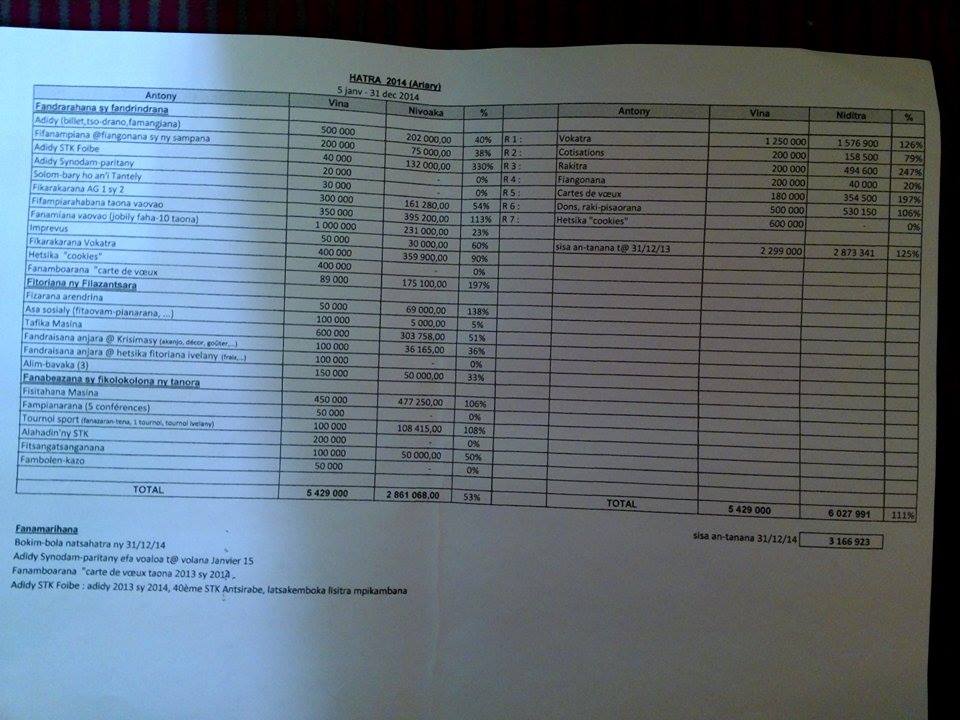 HATRA 2014 (Ariary)
5 janv - 31 dec 2014
Antony Vina Nivoaka % Antony Vina Niditra %
Fandrarahana sy fandrindrana
Adidy (billet,tso-drano,famangiana) 500 000 202 000,00 40% R 1 : Vokatra 1 250 000 1 576 900 126%
Fifanampiana @fiangonana sy ny sampana 200 000 75 000,00 38% R 2 : Cotisations 200 000 158 500 79%
Adidy STK Foibe 40 000 132 000,00 330% R 3 : Rakitra 200 000 494 600 247%
Adidy Synodam-paritany 20 000 - 0% R 4 : Fiangonana 200 000 40 000 20%
Solom-bary ho an'i Tantely 30 000 - 0% R 5 : Cartes de vœux 180 000 354 500 197%
Fikarakarana AG 1 sy 2 300 000 161 280,00 54% R 6 : Dons, raki-pisaorana 500 000 530 150 106%
Fifampiarahabana taona vaovao 350 000 395 200,00 113% R 7 : Hetsika "cookies" 600 000 - 0%
Fanamiana vaovao (jobily faha-10 taona) 1 000 000 231 000,00 23%
Imprevus 50 000 30 000,00 60% sisa an-tanana t@ 31/12/13 2 299 000 2 873 341 125%
Fikarakarana Vokatra 400 000 359 900,00 90%
Hetsika "cookies" 400 000 - 0%
Fanamboarana "carte de vœux 89 000 175 100,00 197%
Fitoriana ny Filazantsara
Fizarana arendrina 50 000 69 000,00 138%
Asa sosialy (fitaovam-pianarana, ...) 100 000 5 000,00 5%
Tafika Masina 600 000 303 758,00 51%
Fandraisana anjara @ Krisimasy (akanjo, décor, goûter,...) 100 000 36 165,00 36%
Fandraisana anjara @ hetsika fitoriana ivelany (frais,...) 100 000 - 0%
Alim-bavaka (3) 150 000 50 000,00 33%
Fanabeazana sy fikolokolona ny tanora
Fisitahana Masina 450 000 477 250,00 106%
Fampianarana (5 conférences) 50 000 - 0%
Tournoi sport (fanazaran-tena, 1 tournoi, tournoi ivelany) 100 000 108 415,00 108%
Alahadin'ny STK 200 000 - 0%
Fitsangatsanganana 100 000 50 000,00 50%
Fambolen-kazo 50 000 - 0%
TOTAL 5 429 000 2 861 068,00 53% TOTAL 5 429 000 6 027 991 111%
sisa an-tanana 31/12/14 3 166 923
Fanamarihana
Bokim-bola natsahatra ny 31/12/14
Adidy Synodam-paritany efa voaloa t@ volana Janvier 15
Fanamboarana "carte de vœux taona 2013 sy 2014
Adidy STK Foibe : adidy 2013 sy 2014, 40ème STK Antsirabe, latsakemboka lisitra mpikambana